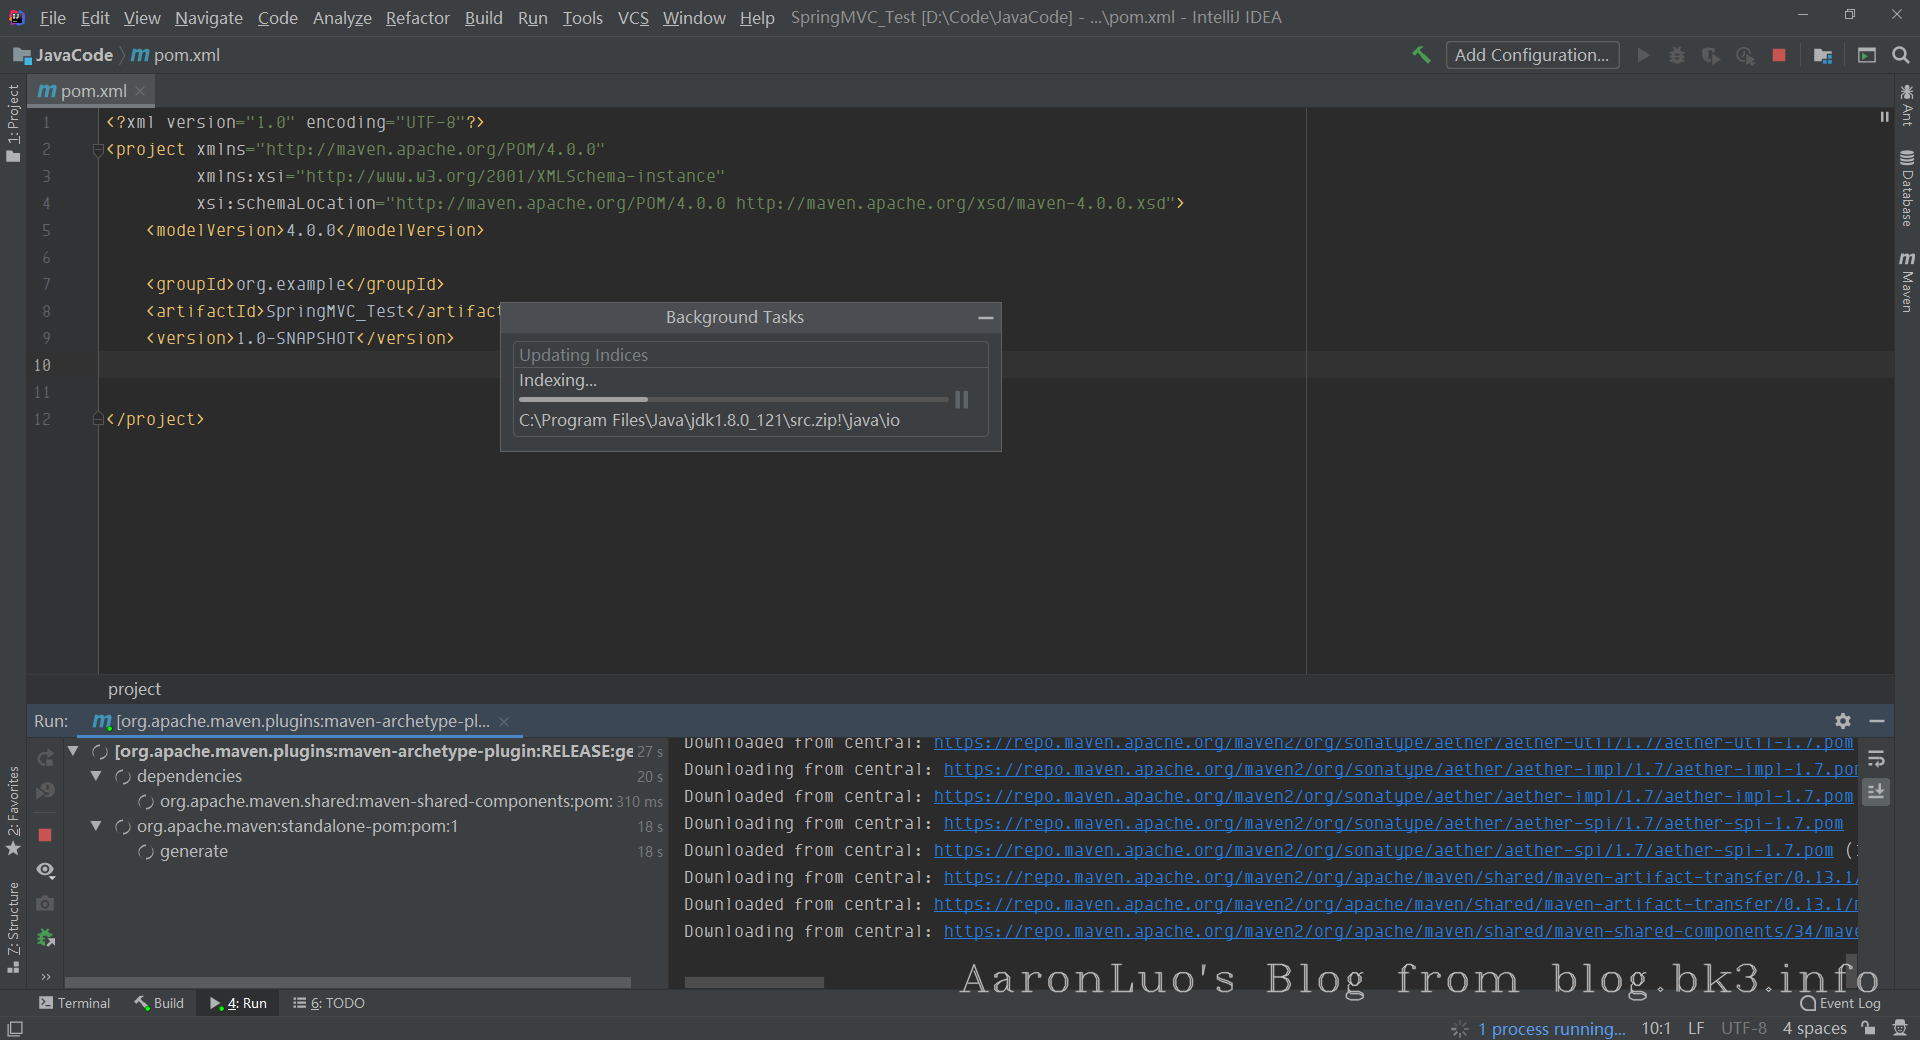 File Edit View Navigate Code Analyze Refactor Build Run Tools VCS Window Help SpringMVC_Test [D:\Code\JavaCode] - ...\pom.xml - IntelliJ IDEA
JavaCode pom.xml Add Configuration...
pom.xml
1: Project
1 <?xml version="1.0" encoding="UTF-8"?>
2 <project xmlns="http://maven.apache.org/POM/4.0.0"
3 xmlns:xsi="http://www.w3.org/2001/XMLSchema-instance"
4 xsi:schemaLocation="http://maven.apache.org/POM/4.0.0 http://maven.apache.org/xsd/maven-4.0.0.xsd">
5 <modelVersion>4.0.0</modelVersion>
6
7 <groupId>org.example</groupId>
8 <artifactId>SpringMVC_Test</artifact
9 <version>1.0-SNAPSHOT</version>
10
11
12 </project>
Ant
Database
Maven
Background Tasks
Updating Indices
Indexing...
C:\Program Files\Java\jdk1.8.0_121\src.zip!\java\io
project
Run: [org.apache.maven.plugins:maven-archetype-pl...
[org.apache.maven.plugins:maven-archetype-plugin:RELEASE:ge 27 s
dependencies 20 s
org.apache.maven.shared:maven-shared-components:pom: 310 ms
org.apache.maven:standalone-pom:pom:1 18 s
generate 18 s
Downloaded from central: https://repo.maven.apache.org/maven2/org/sonatype/aether/aether-util/1.7/aether-util-1.7.pom
Downloading from central: https://repo.maven.apache.org/maven2/org/sonatype/aether/aether-impl/1.7/aether-impl-1.7.pom
Downloaded from central: https://repo.maven.apache.org/maven2/org/sonatype/aether/aether-impl/1.7/aether-impl-1.7.pom
Downloading from central: https://repo.maven.apache.org/maven2/org/sonatype/aether/aether-spi/1.7/aether-spi-1.7.pom
Downloaded from central: https://repo.maven.apache.org/maven2/org/sonatype/aether/aether-spi/1.7/aether-spi-1.7.pom (
Downloading from central: https://repo.maven.apache.org/maven2/org/apache/maven/shared/maven-artifact-transfer/0.13.1/
Downloaded from central: https://repo.maven.apache.org/maven2/org/apache/maven/shared/maven-artifact-transfer/0.13.1/m
Downloading from central: https://repo.maven.apache.org/maven2/org/apache/maven/shared/maven-shared-components/34/mave
2: Favorites
Z: Structure
AaronLuo's Blog from blog.bk3.info
Terminal Build 4: Run 6: TODO Event Log
1 process running... 10:1 LF UTF-8 4 spaces